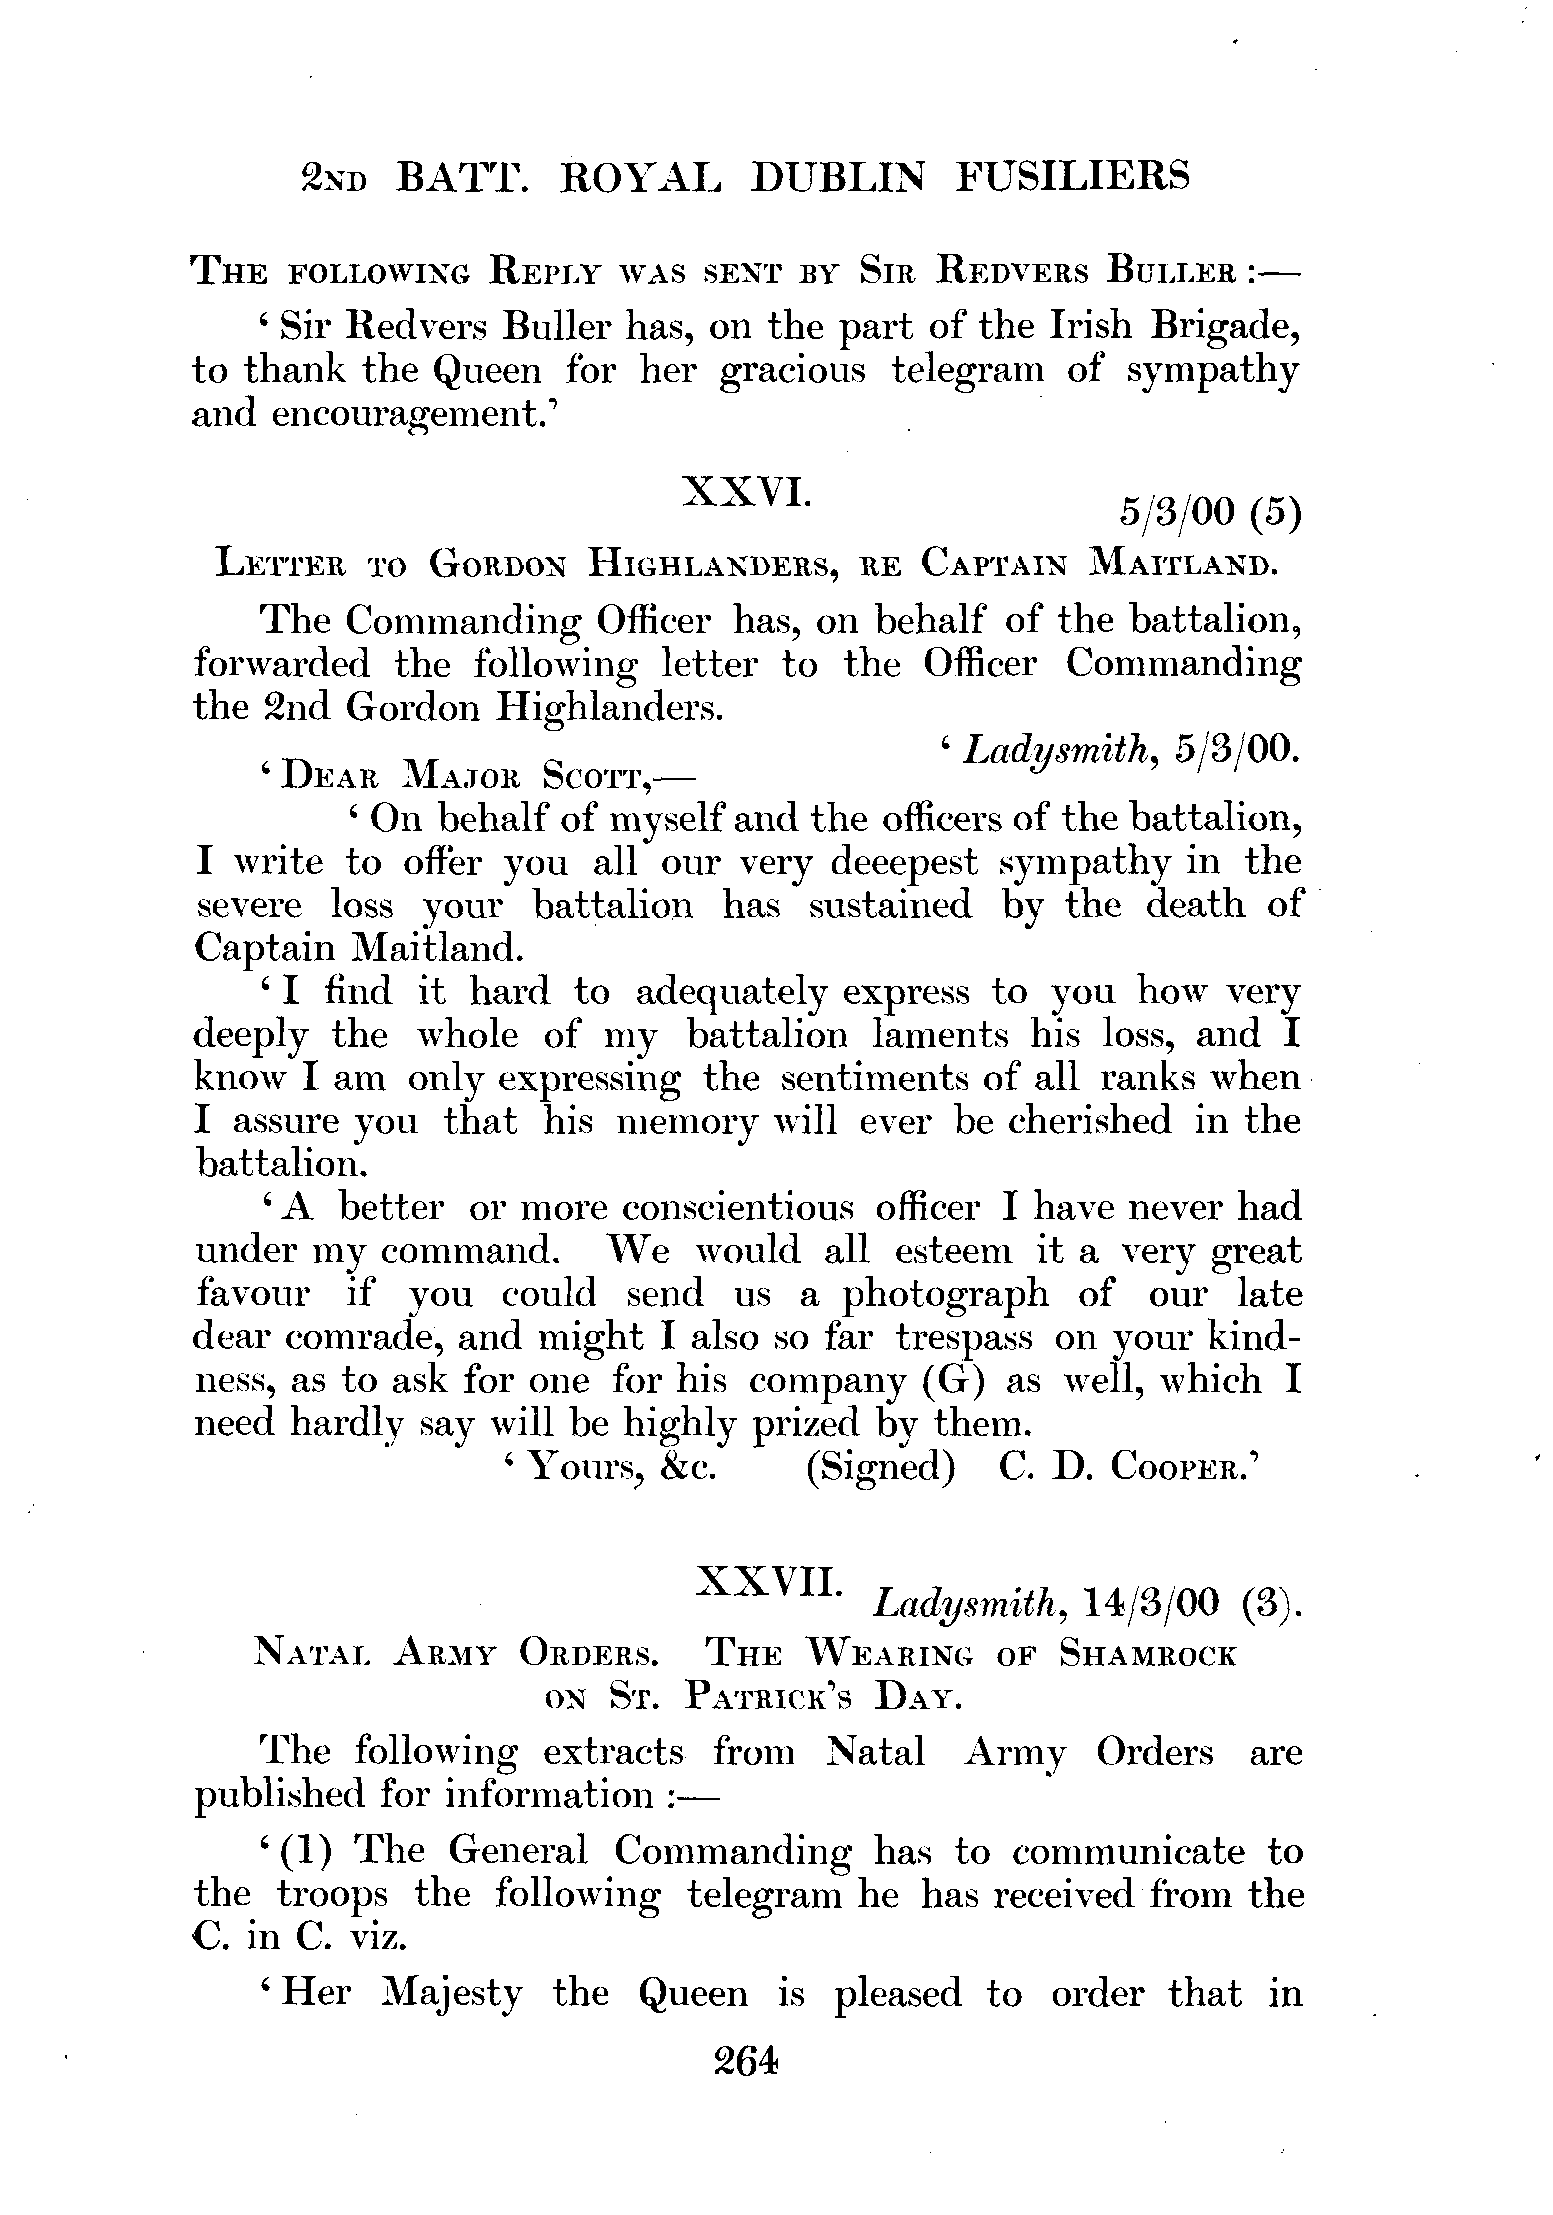 2ND BATT. ROYAL DUBLIN FUSILIERS
THE FOLLOWING REPLY WAS SENT BY SIR REDVERS BULLER :—
‘ Sir Redvers Buller has, on the part of the Irish Brigade,
to thank the Queen for her gracious telegram of sympathy
and encouragement.’
XXVI.
5/3/00 (5)
LETTER TO GORDON HIGHLANDERS, RE CAPTAIN MAITLAND.
The Commanding Officer has, on behalf of the battalion,
forwarded the following letter to the Officer Commanding
the 2nd Gordon Highlanders.
‘ Ladysmith, 5/3/00.
‘ DEAR MAJOR SCOTT,—
‘ On behalf of myself and the officers of the battalion,
I write to offer you all our very deeepest sympathy in the
severe loss your battalion has sustained by the death of
Captain Maitland.
‘ I find it hard to adequately express to you how very
deeply the whole of my battalion laments his loss, and I
know I am only expressing the sentiments of all ranks when
I assure you that his memory will ever be cherished in the
battalion.
‘ A better or more conscientious officer I have never had
under my command. We would all esteem it a very great
favour if you could send us a photograph of our late
dear comrade, and might I also so far trespass on your kind-
ness, as to ask for one for his company (G) as well, which I
need hardly say will be highly prized by them.
‘ Yours, &c. (Signed) C. D. COOPER.’
XXVII.
Ladysmith, 14/3/00 (3).
NATAL ARMY ORDERS. THE WEARING OF SHAMROCK
ON ST. PATRICK'S DAY.
The following extracts from Natal Army Orders are
published for information :—
‘ (1) The General Commanding has to communicate to
the troops the following telegram he has received from the
C. in C. viz.
‘ Her Majesty the Queen is pleased to order that in
264